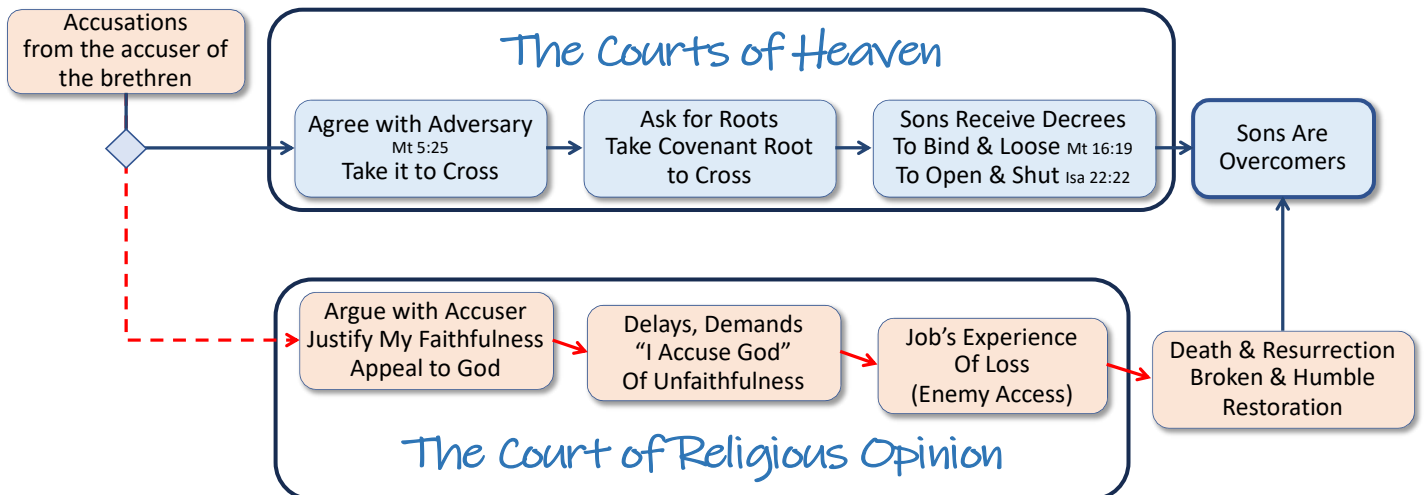 Accusations
from the accuser of
the brethren
The Courts of Heaven
Agree with Adversary
Mt 5:25
Take it to Cross
Ask for Roots
Take Covenant Root
to Cross
Sons Receive Decrees
To Bind & Loose Mt 16:19
To Open & Shut Isa 22:22
Sons Are
Overcomers
Argue with Accuser
Justify My Faithfulness
Appeal to God
Delays, Demands
“I Accuse God”
Of Unfaithfulness
Job’s Experience
Of Loss
(Enemy Access)
Death & Resurrection
Broken & Humble
Restoration
The Court of Religious Opinion